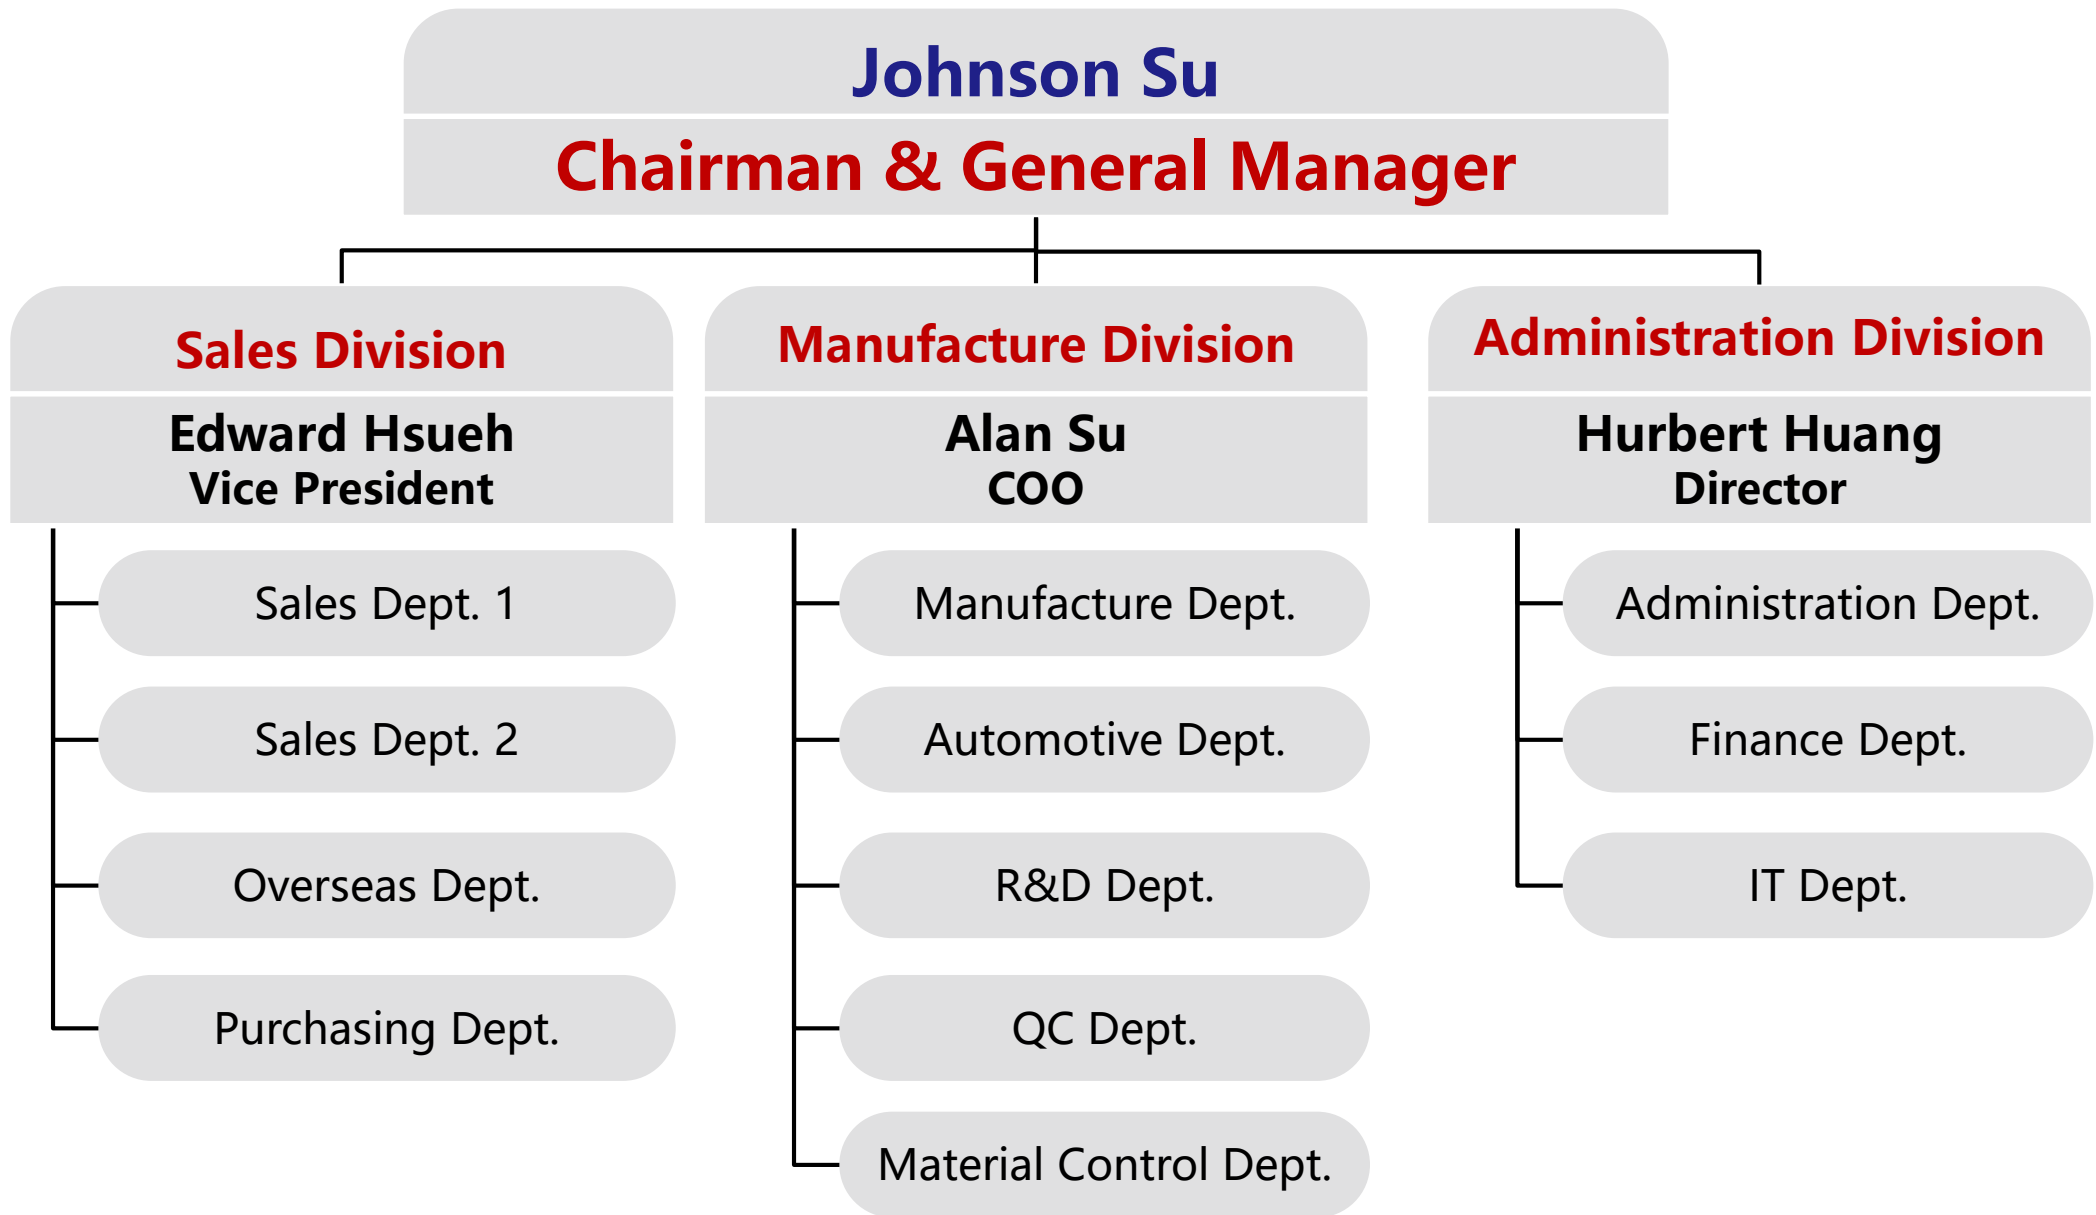 Johnson Su
Chairman & General Manager
Sales Division
Edward Hsueh
Vice President
Sales Dept. 1
Sales Dept. 2
Overseas Dept.
Purchasing Dept.
Manufacture Division
Alan Su
COO
Manufacture Dept.
Automotive Dept.
R&D Dept.
QC Dept.
Material Control Dept.
Administration Division
Hurbert Huang
Director
Administration Dept.
Finance Dept.
IT Dept.